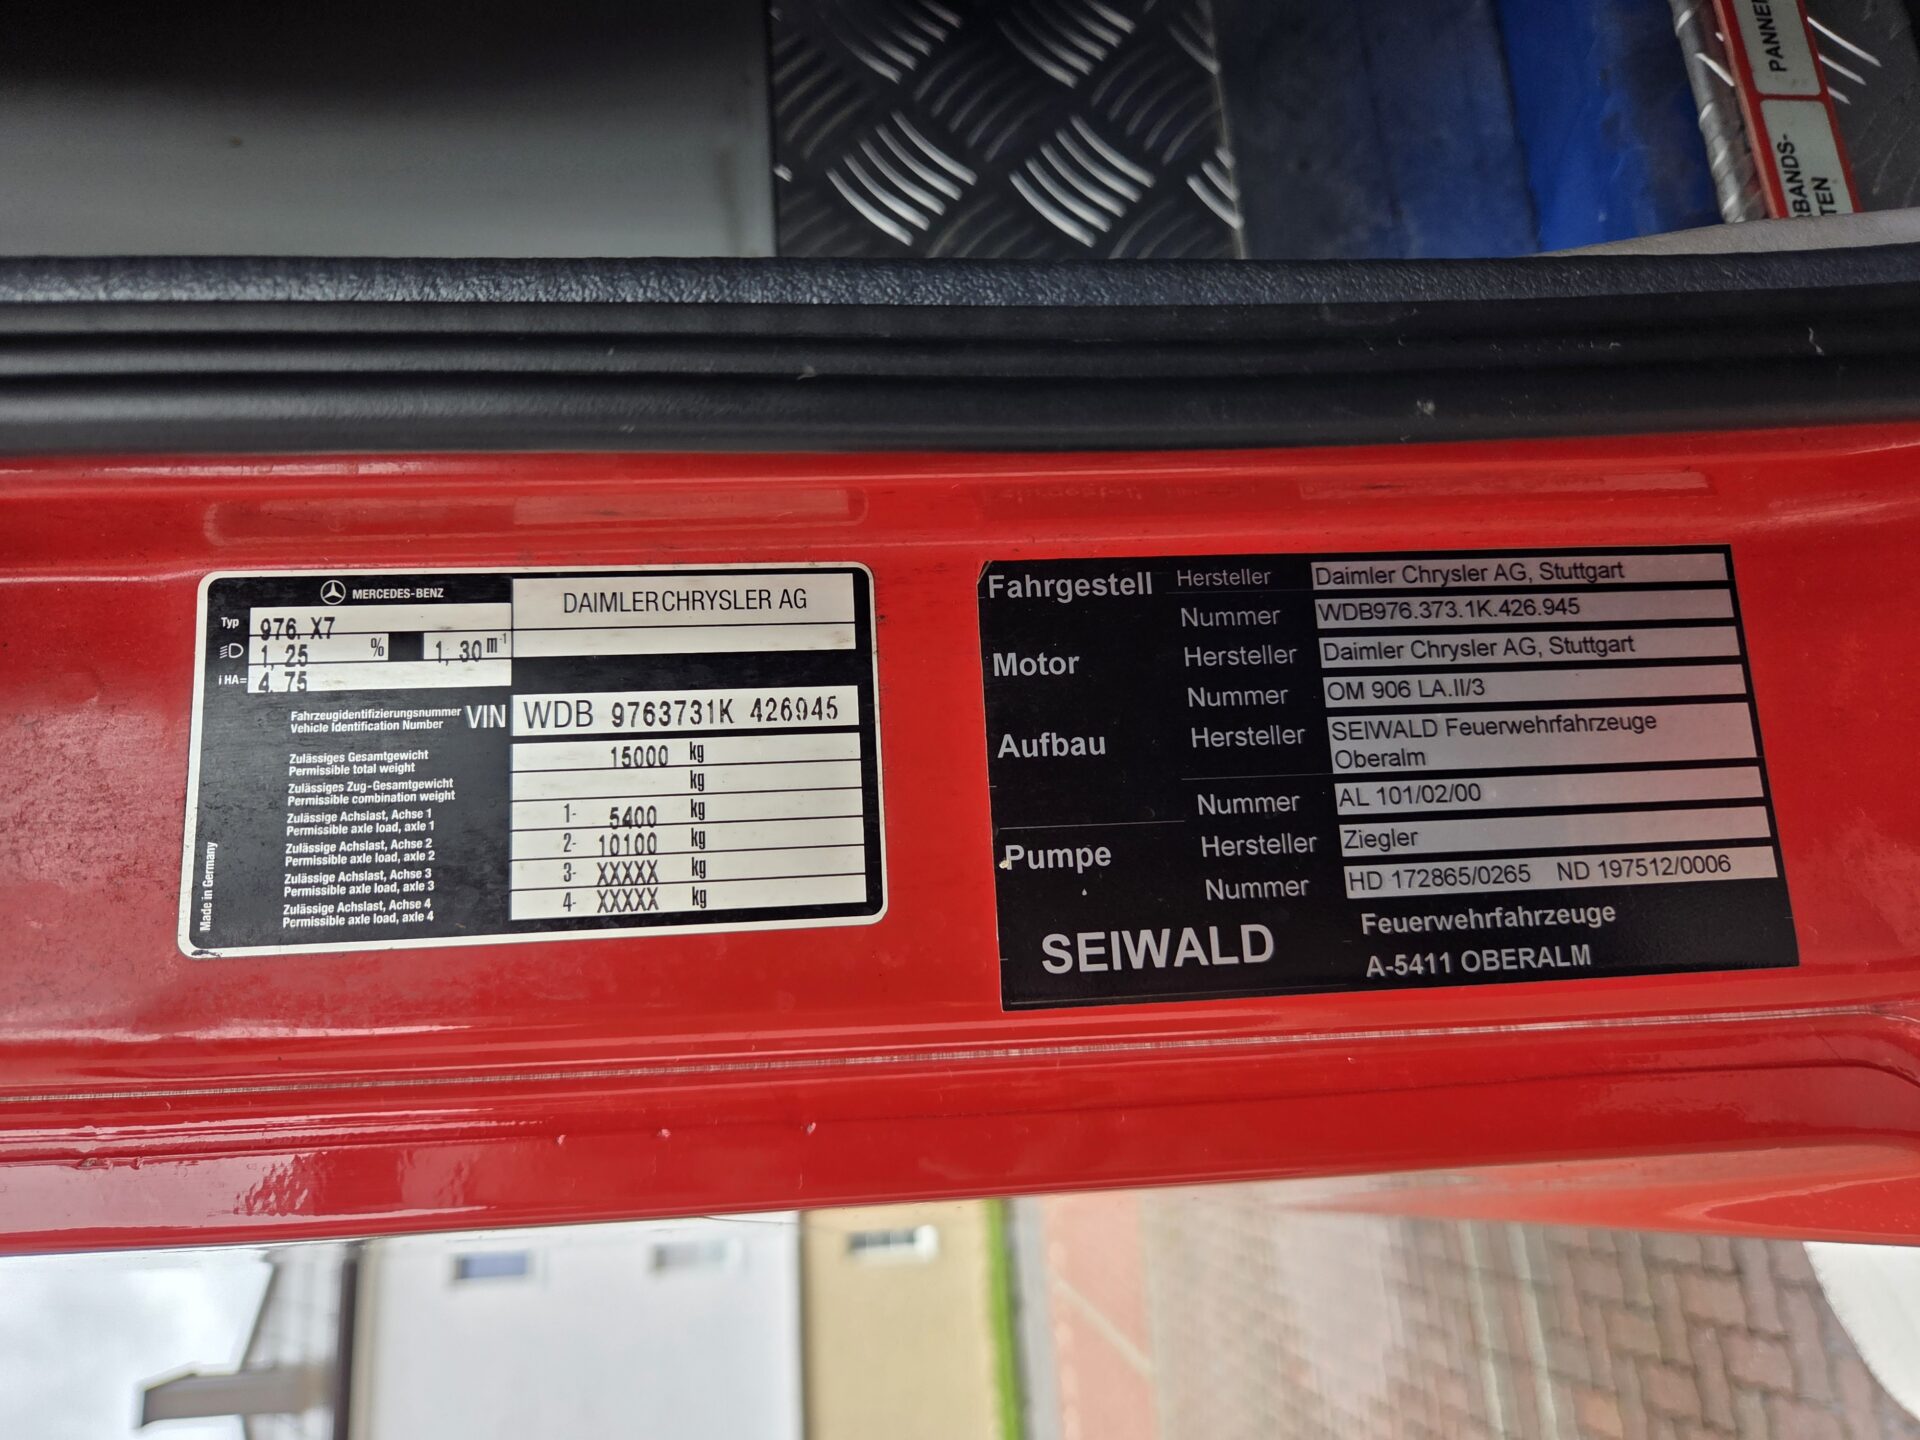 PANNE
BANDS-
TEN
MERCEDES-BENZ
DAIMLERCHRYSLER AG
Typ 976. X7
1, 25 % 1, 30 m-1
i HA= 4, 75
Fahrzeugidentifizierungsnummer
Vehicle Identification Number
VIN WDB 9763731K 426945
Zulässiges Gesamtgewicht
Permissible total weight
15000 kg
Zulässiges Zug-Gesamtgewicht
Permissible combination weight
kg
Zulässige Achslast, Achse 1
Permissible axle load, axle 1
1- 5400 kg
Zulässige Achslast, Achse 2
Permissible axle load, axle 2
2- 10100 kg
Zulässige Achslast, Achse 3
Permissible axle load, axle 3
3- XXXXX kg
Zulässige Achslast, Achse 4
Permissible axle load, axle 4
4- XXXXX kg
Made in Germany
Fahrgestell Hersteller Daimler Chrysler AG, Stuttgart
Nummer WDB976.373.1K.426.945
Motor Hersteller Daimler Chrysler AG, Stuttgart
Nummer OM 906 LA.II/3
Aufbau Hersteller SEIWALD Feuerwehrfahrzeuge
Oberalm
Nummer AL 101/02/00
Pumpe Hersteller Ziegler
Nummer HD 172865/0265 ND 197512/0006
SEIWALD Feuerwehrfahrzeuge
A-5411 OBERALM